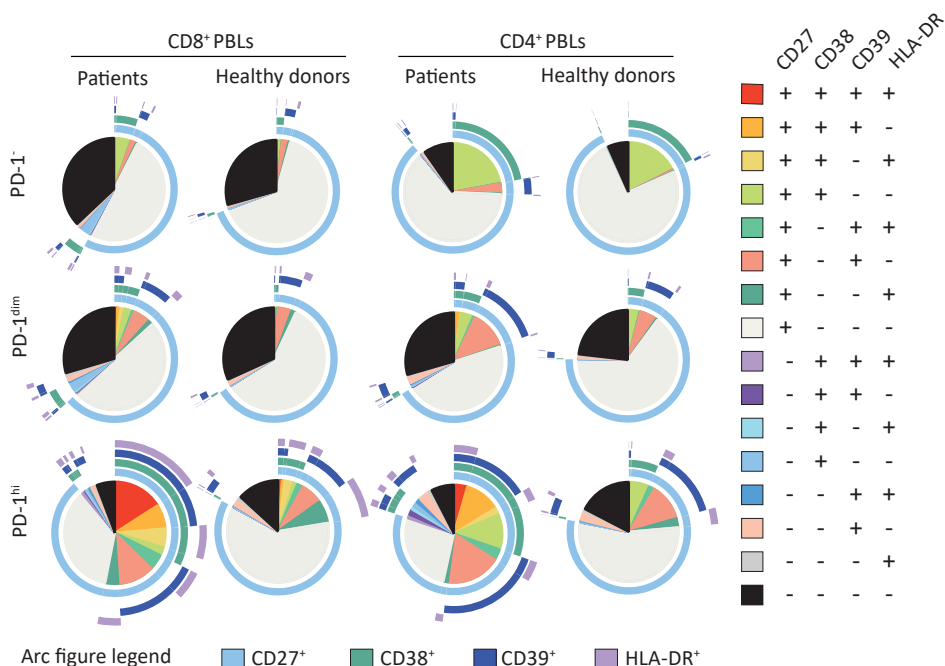 CD8⁺ PBLs
CD4⁺ PBLs
Patients
Healthy donors
Patients
Healthy donors
CD27
CD38
CD39
HLA-DR
PD-1⁻
PD-1ᵈⁱᵐ
PD-1ʰⁱ
+ + + +
+ + + -
+ + - +
+ + - -
+ - + +
+ - + -
+ - - +
+ - - -
- + + +
- + + -
- + - +
- + - -
- - + +
- - + -
- - - +
- - - -
Arc figure legend CD27⁺ CD38⁺ CD39⁺ HLA-DR⁺